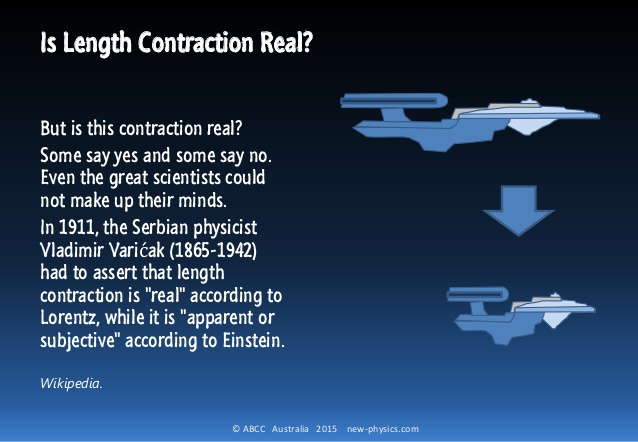 Is Length Contraction Real?
But is this contraction real?
Some say yes and some say no.
Even the great scientists could
not make up their minds.
In 1911, the Serbian physicist
Vladimir Varićak (1865-1942)
had to assert that length
contraction is "real" according to
Lorentz, while it is "apparent or
subjective" according to Einstein.
Wikipedia.
© ABCC Australia 2015 new-physics.com